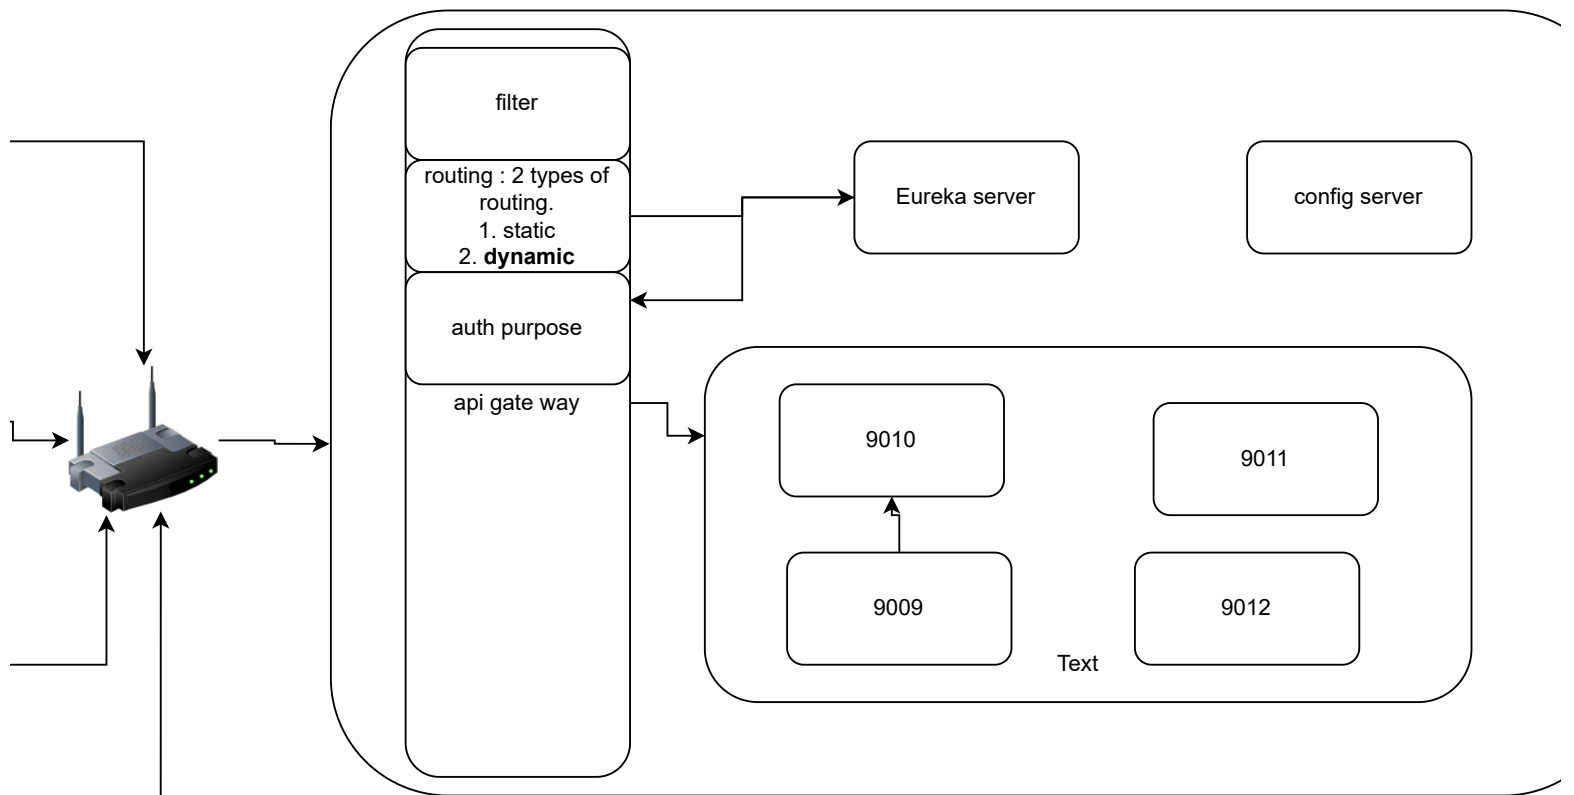 filter
routing : 2 types of
routing.
1. static
2. dynamic
auth purpose
api gate way
Eureka server
config server
9010
9011
9009
9012
Text